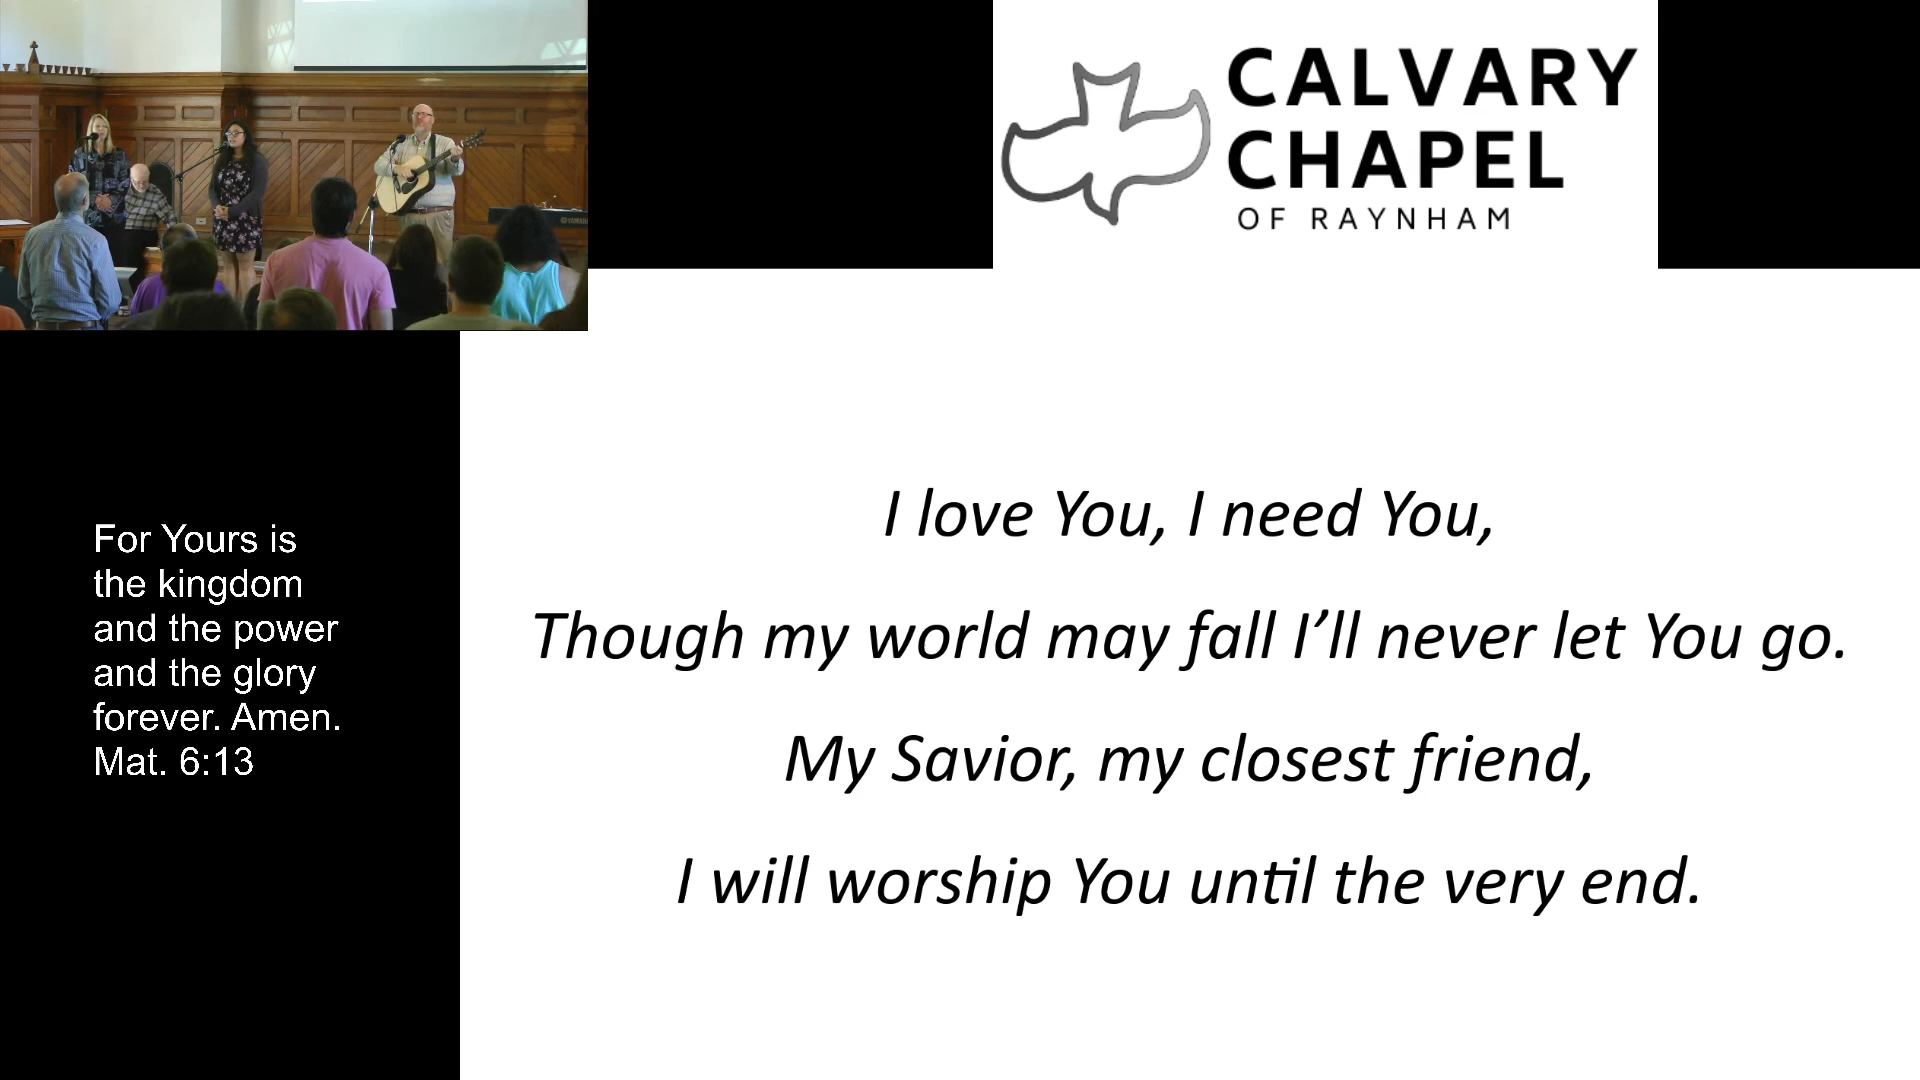 CALVARY
CHAPEL
OF RAYNHAM
YAMAHA
I love You, I need You,
Though my world may fall I’ll never let You go.
My Savior, my closest friend,
I will worship You until the very end.
For Yours is
the kingdom
and the power
and the glory
forever. Amen.
Mat. 6:13